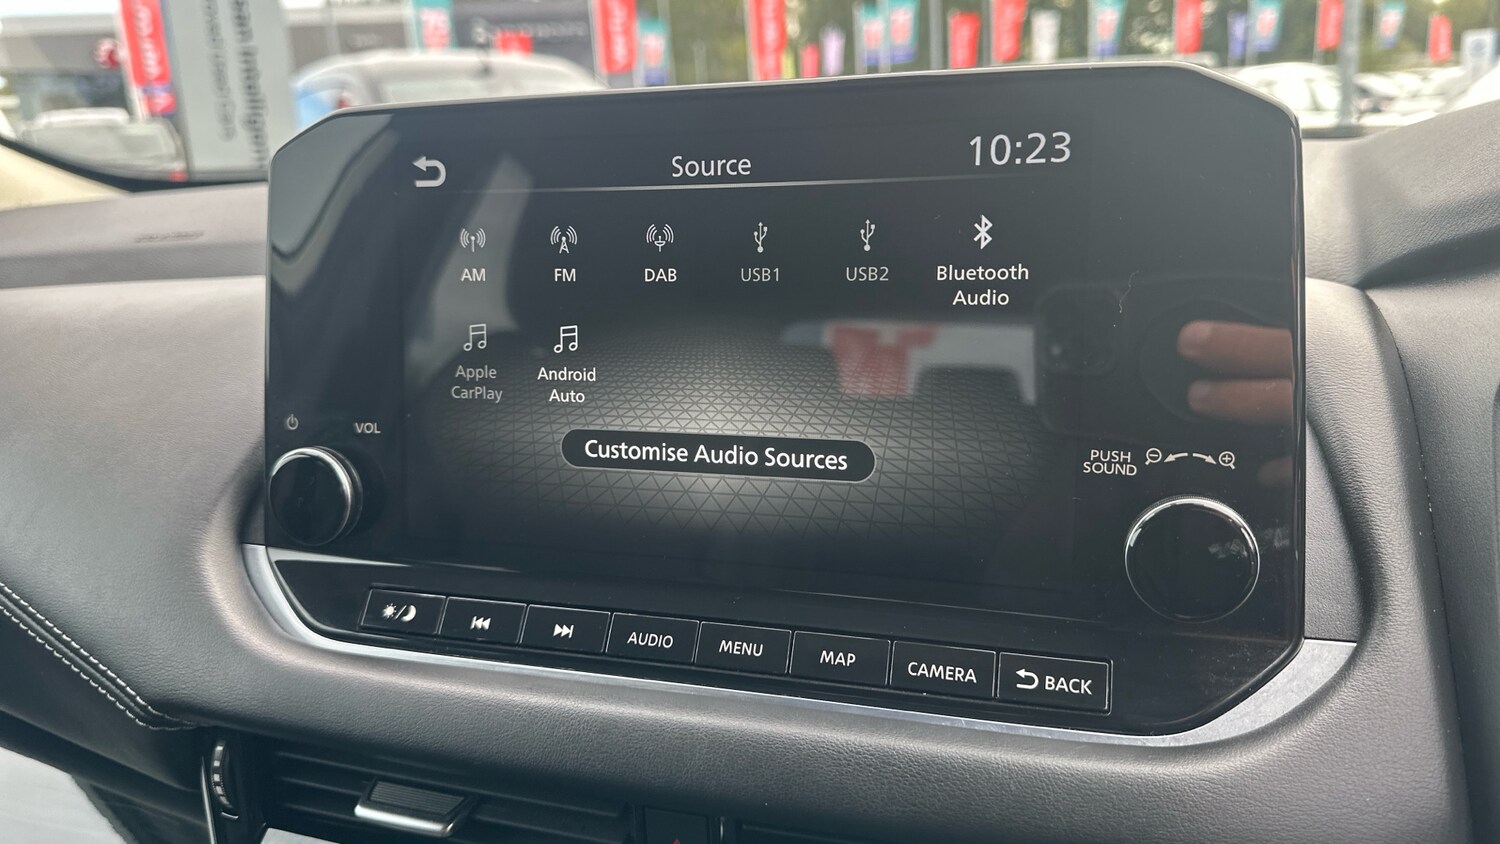 Source
10:23
AM
FM
DAB
USB1
USB2
Bluetooth
Audio
Apple
CarPlay
Android
Auto
Customise Audio Sources
VOL
PUSH
SOUND
AUDIO
MENU
MAP
CAMERA
BACK